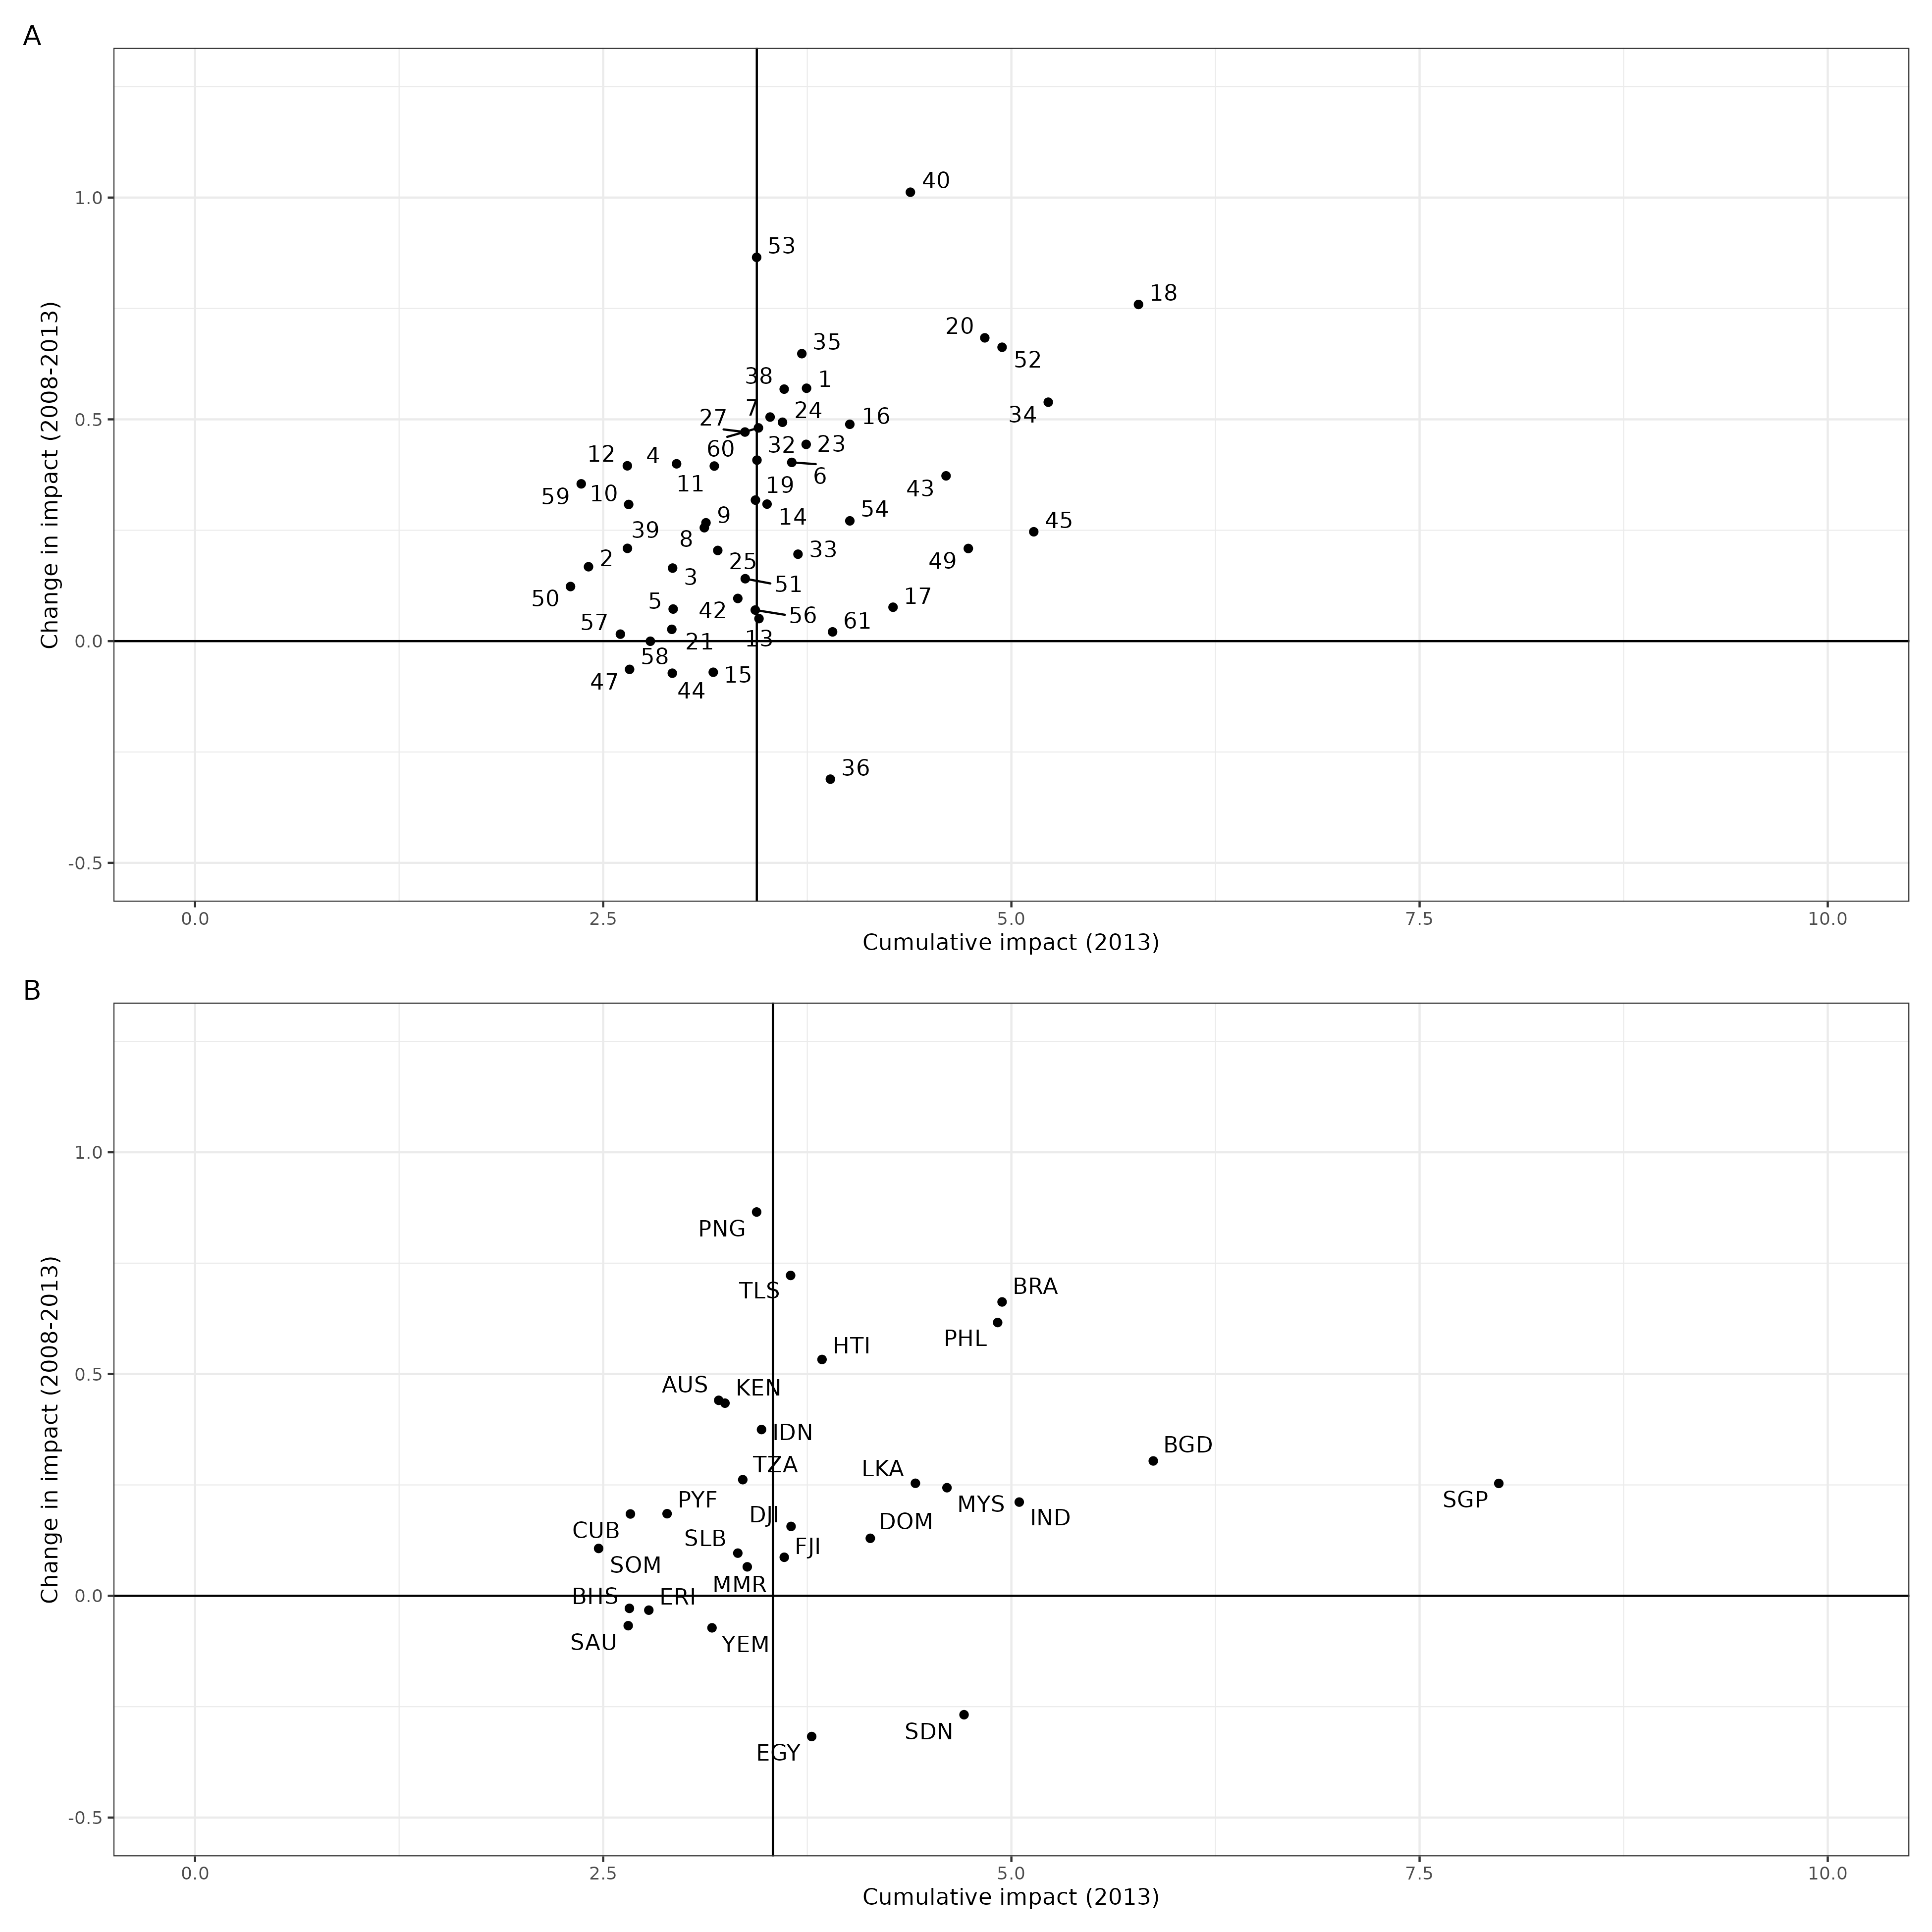 A
40
1.0
53
18
20
52
35
38
1
34
7
24
16
27
0.5
60
32
23
12
4
11
6
43
59
10
19
14
54
45
9
39
8
33
49
25
2
3
51
50
5
42
56
17
57
61
13
21
0.0
58
47
44
15
36
-0.5
Change in impact (2008-2013)
0.0 2.5 5.0 7.5 10.0
Cumulative impact (2013)
B
1.0
PNG
TLS
BRA
PHL
HTI
0.5
AUS KEN
IDN
TZA
BGD
LKA
MYS
SGP
PYF
DJI
DOM
IND
CUB
SLB
FJI
SOM
MMR
BHS
ERI
0.0
SAU
YEM
SDN
EGY
-0.5
Change in impact (2008-2013)
0.0 2.5 5.0 7.5 10.0
Cumulative impact (2013)